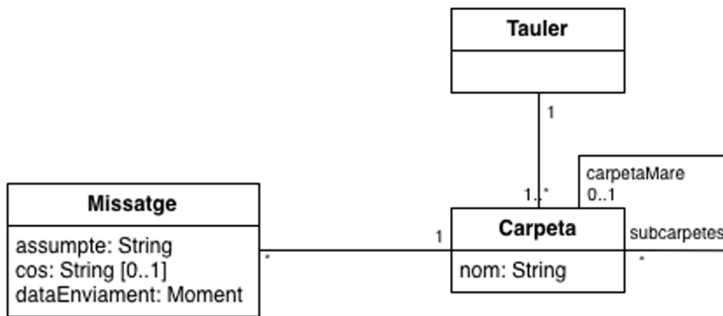 Tauler
1
carpetaMare
1..*
0..1
Missatge
assumpte: String
cos: String [0..1]
dataEnviament: Moment
*
1
Carpeta
nom: String
subcarpetes
*